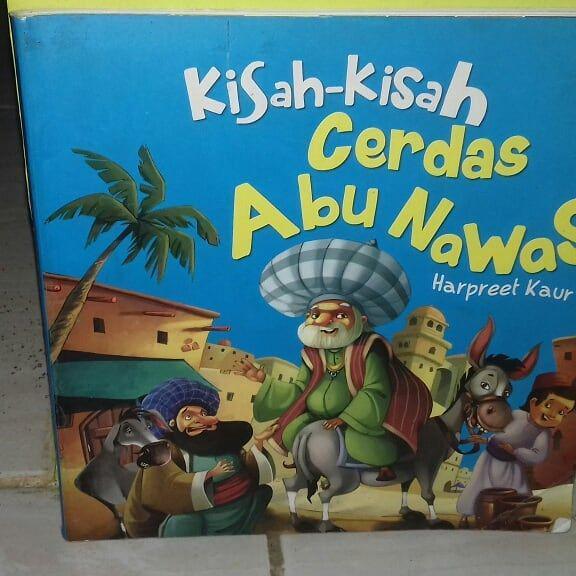 Kisah-Kisah
Cerdas
Abu Nawas
Harpreet Kaur